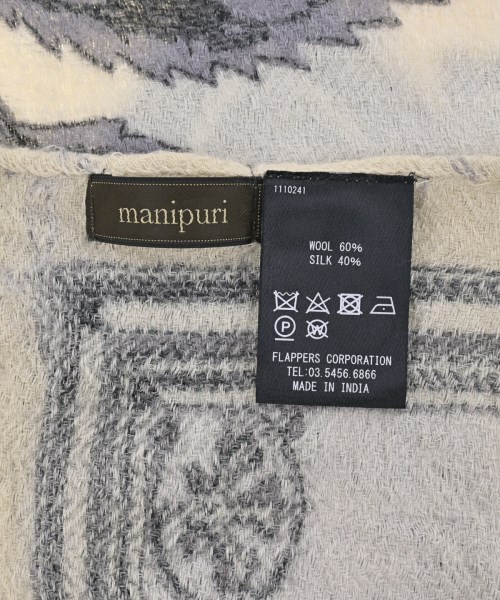 manipuri
1110241
WOOL 60%
SILK 40%
P
W
FLAPPERS CORPORATION
TEL:03.5456.6866
MADE IN INDIA